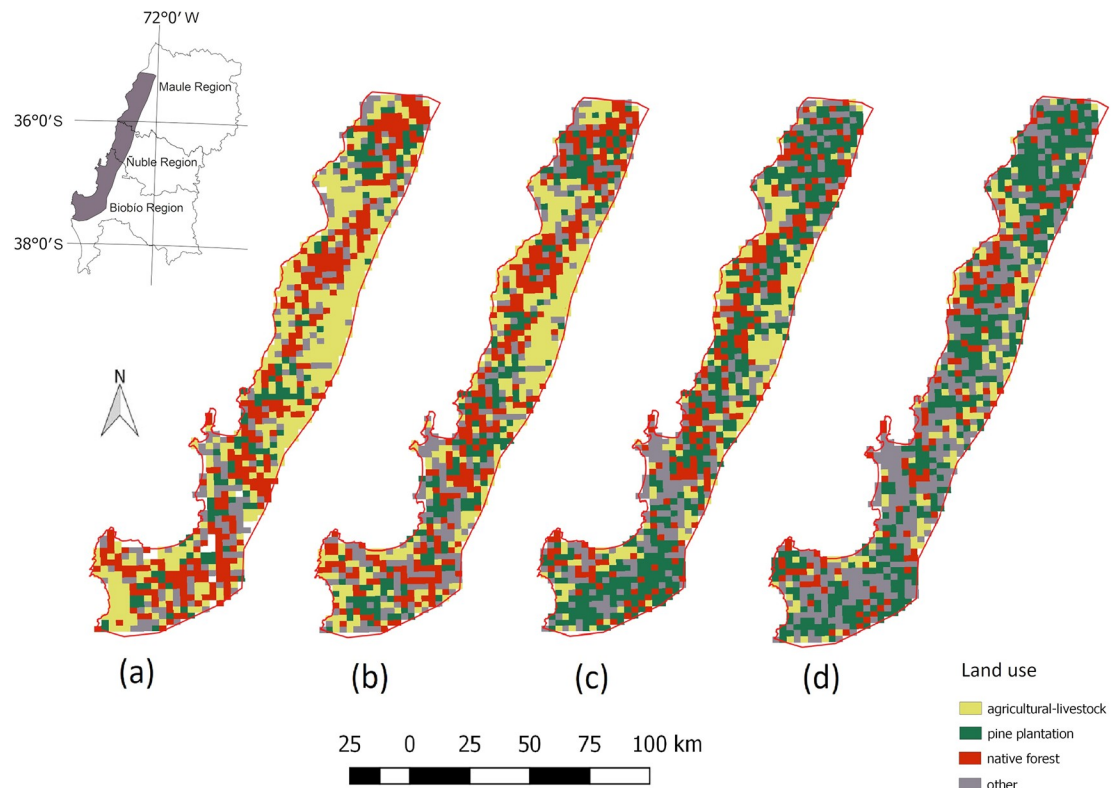 72°0' W
Maule Region
36°0'S
Ñuble Region
Biobío Region
38°0'S
N
(a) (b) (c) (d)
Land use
agricultural-livestock
pine plantation
native forest
other
25 0 25 50 75 100 km